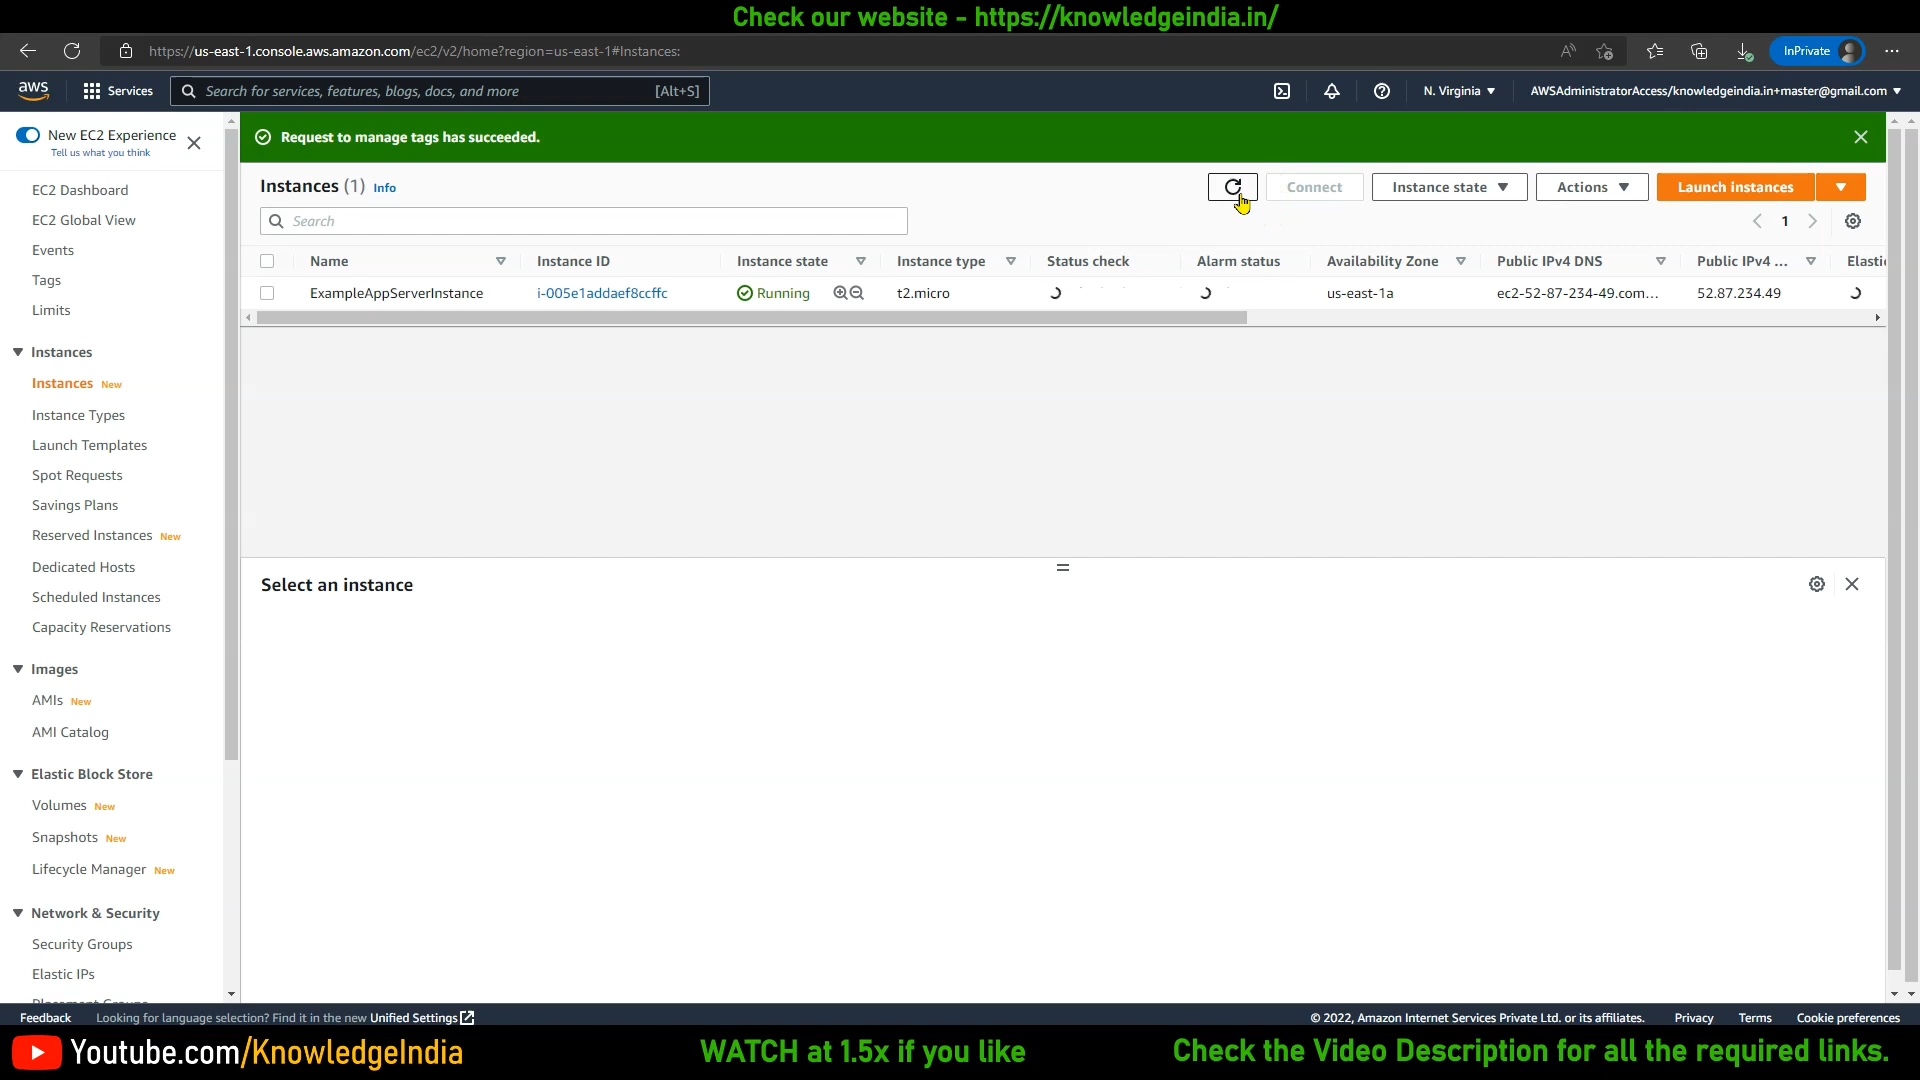 Check our website - https://knowledgeindia.in/
https://us-east-1.console.aws.amazon.com/ec2/v2/home?region=us-east-1#Instances:
InPrivate
aws
Services
Search for services, features, blogs, docs, and more
[Alt+S]
N. Virginia
AWSAdministratorAccess/knowledgeindia.in+master@gmail.com
New EC2 Experience
Tell us what you think
EC2 Dashboard
EC2 Global View
Events
Tags
Limits
Instances
Instances New
Instance Types
Launch Templates
Spot Requests
Savings Plans
Reserved Instances New
Dedicated Hosts
Scheduled Instances
Capacity Reservations
Images
AMIs New
AMI Catalog
Elastic Block Store
Volumes New
Snapshots New
Lifecycle Manager New
Network & Security
Security Groups
Elastic IPs
Request to manage tags has succeeded.
Instances (1) Info
Connect
Instance state
Actions
Launch instances
Search
1
Name Instance ID Instance state Instance type Status check Alarm status Availability Zone Public IPv4 DNS Public IPv4 ... Elasti
ExampleAppServerInstance i-005e1addaef8ccffc Running t2.micro us-east-1a ec2-52-87-234-49.com... 52.87.234.49
Select an instance
Feedback
Looking for language selection? Find it in the new Unified Settings
© 2022, Amazon Internet Services Private Ltd. or its affiliates.
Privacy
Terms
Cookie preferences
Youtube.com/KnowledgeIndia
WATCH at 1.5x if you like
Check the Video Description for all the required links.